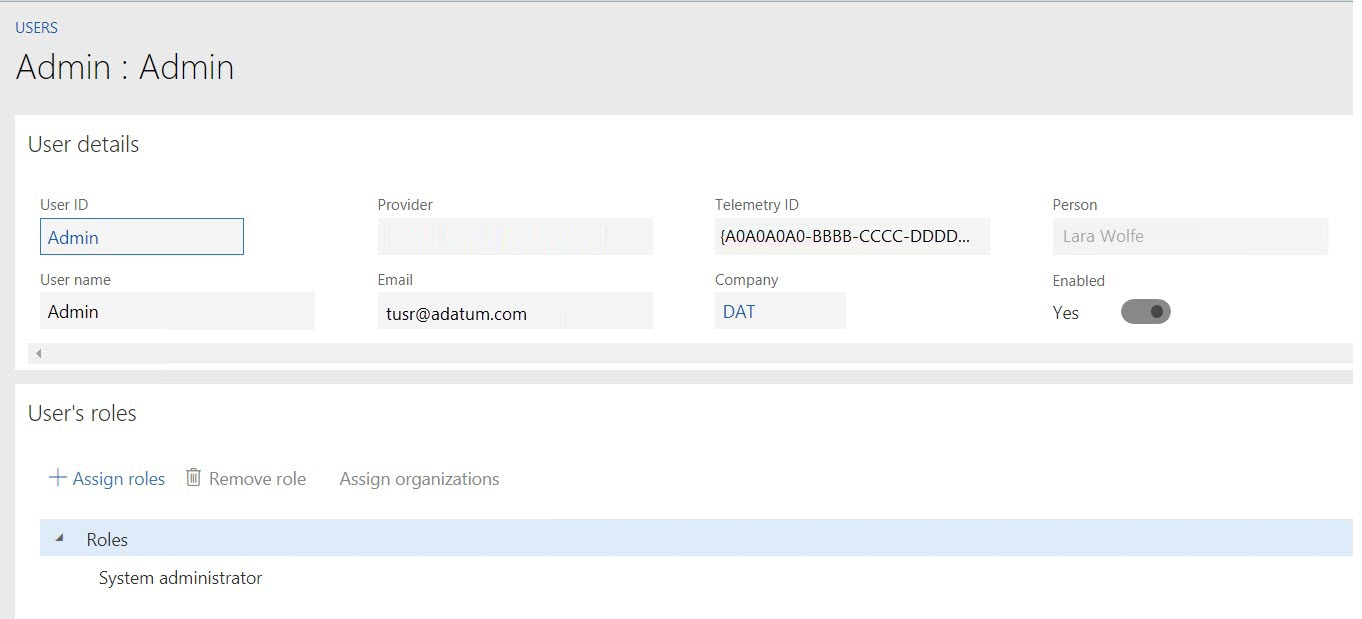 USERS
Admin : Admin
User details
User ID Provider Telemetry ID Person
Admin {A0A0A0A0-BBBB-CCCC-DDDD... Lara Wolfe
User name Email Company Enabled
Admin tusr@adatum.com DAT Yes
User's roles
Assign roles Remove role Assign organizations
Roles
System administrator